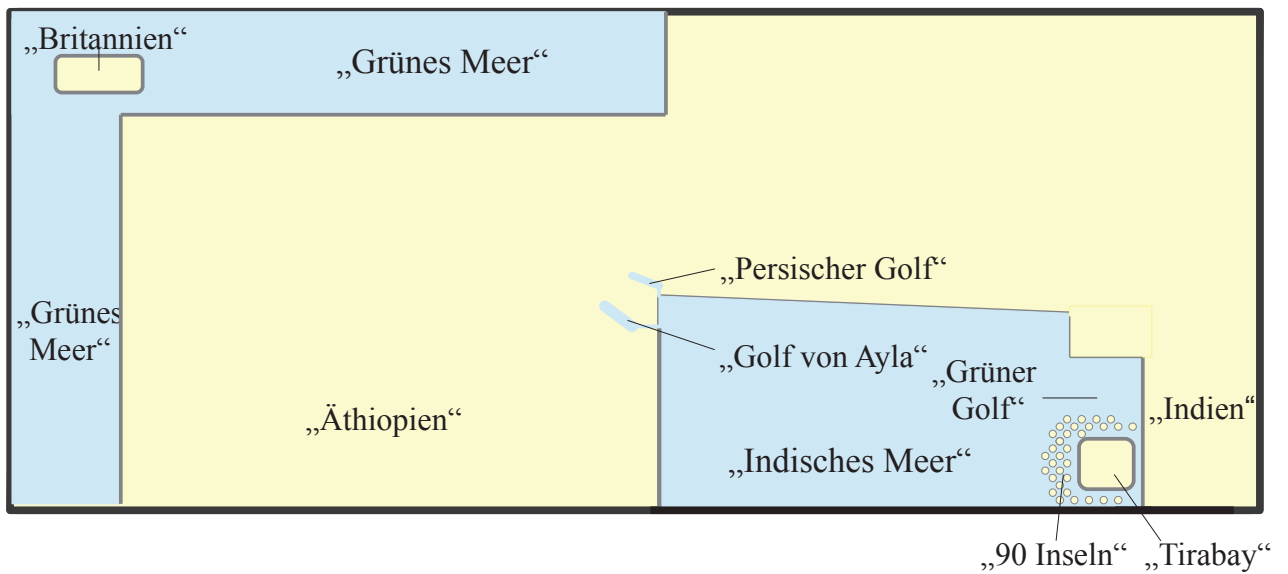 „Britannien“
„Grünes Meer“
„Persischer Golf“
„Grünes
Meer“
„Golf von Ayla“
„Grüner
Golf“
„Äthiopien“
„Indien“
„Indisches Meer“
„90 Inseln“
„Tirabay“